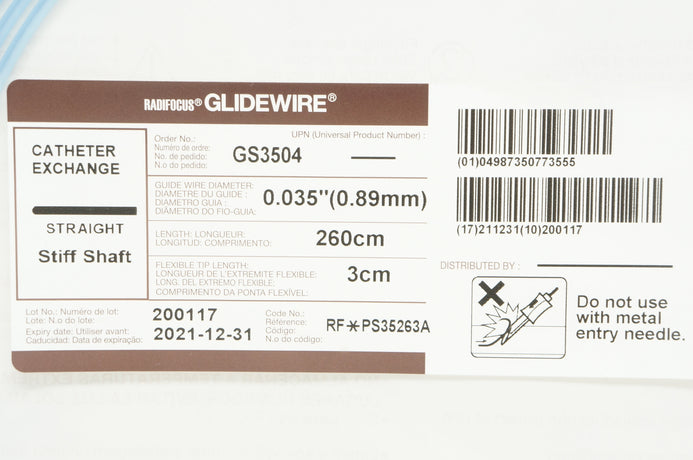 RADIFOCUS® GLIDEWIRE®
CATHETER
EXCHANGE
STRAIGHT
Stiff Shaft
Order No.:
Numéro de ordre:
No. de pedido:
N.o do pedido:
GS3504
UPN (Universal Product Number) :
GUIDE WIRE DIAMETER:
DIAMETRE DU GUIDE :
DIAMETRO GUIA :
DIÂMETRO DO FIO-GUIA:
0.035"(0.89mm)
LENGTH: LONGUEUR:
LONGITUD: COMPRIMENTO:
260cm
FLEXIBLE TIP LENGTH:
LONGUEUR DE L'EXTREMITE FLEXIBLE:
LONG. DEL EXTREMO FLEXIBLE:
COMPRIMENTO DA PONTA FLEXÍVEL:
3cm
Lot No.: Numéro de lot:
Lote: N.o do lote:
200117
Expiry date: Utiliser avant:
Caducidad: Data de expiração:
2021-12-31
Code No.:
Référence:
Código:
N.o do código:
RF*PS35263A
(01)04987350773555
(17)211231(10)200117
DISTRIBUTED BY :
Do not use
with metal
entry needle.